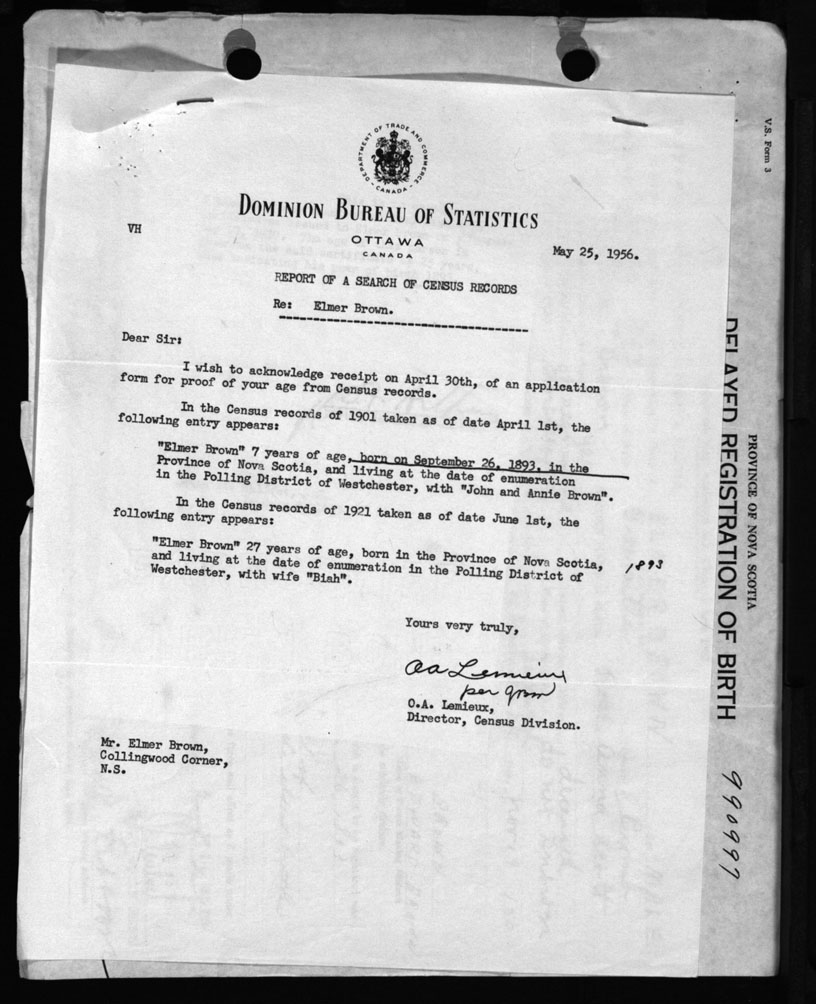 DEPARTMENT OF TRADE AND COMMERCE
CANADA
DOMINION BUREAU OF STATISTICS
OTTAWA
CANADA
VH
May 25, 1956.
REPORT OF A SEARCH OF CENSUS RECORDS
Re: Elmer Brown.
Dear Sir:
I wish to acknowledge receipt on April 30th, of an application
form for proof of your age from Census records.
In the Census records of 1901 taken as of date April 1st, the
following entry appears:
"Elmer Brown" 7 years of age, born on September 26, 1893, in the
Province of Nova Scotia, and living at the date of enumeration
in the Polling District of Westchester, with "John and Annie Brown".
In the Census records of 1921 taken as of date June 1st, the
following entry appears:
"Elmer Brown" 27 years of age, born in the Province of Nova Scotia,
and living at the date of enumeration in the Polling District of
Westchester, with wife "Biah".
1893
Yours very truly,
OA Lemieux
per
O.A. Lemieux,
Director, Census Division.
Mr. Elmer Brown,
Collingwood Corner,
N.S.
V.S. Form 3
PROVINCE OF NOVA SCOTIA
DELAYED REGISTRATION OF BIRTH
990997